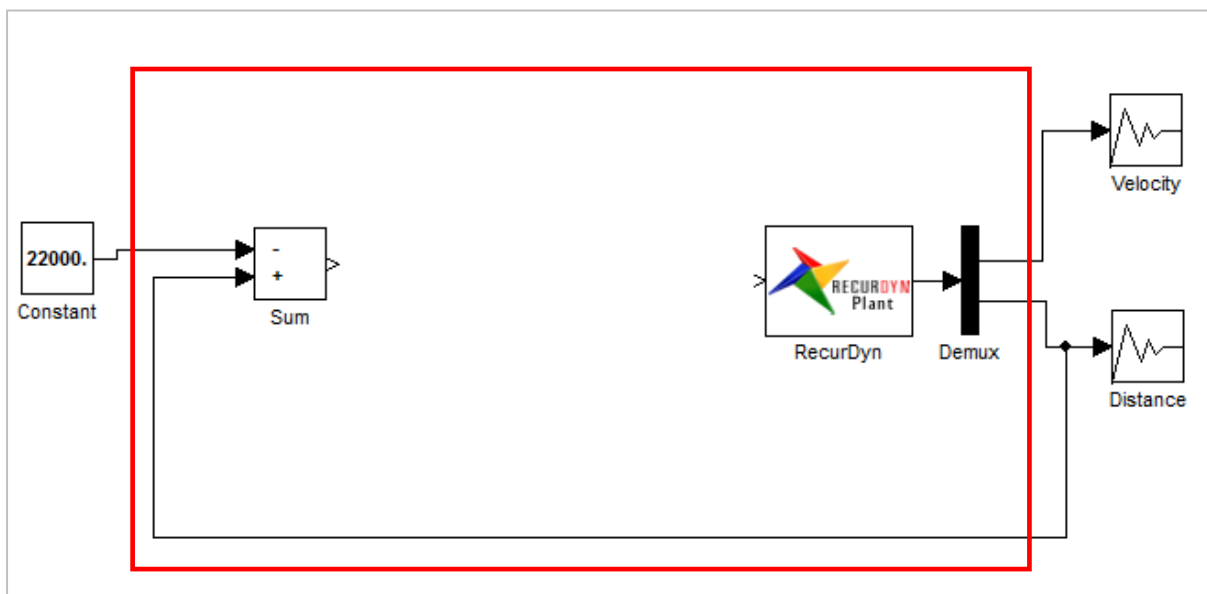 Velocity
22000.
Constant
-
+
Sum
RECURDYN
Plant
RecurDyn
Demux
Distance